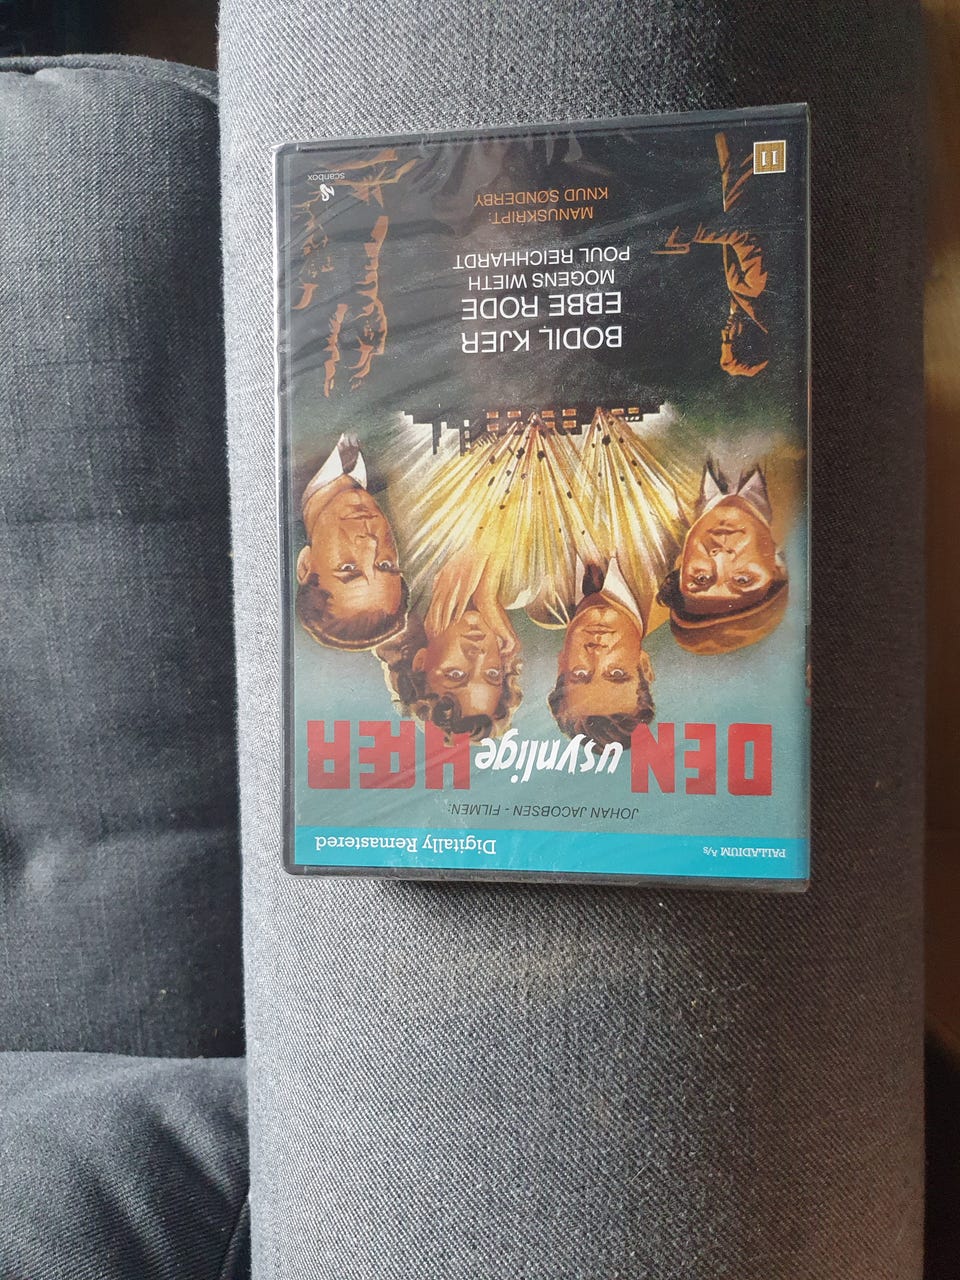 PALLADIUM A/S
Digitally Remastered
JOHAN JACOBSEN - FILMEN:
DEN usynlige HÆR
BODIL KJER
EBBE RODE
MOGENS WIETH
POUL REICHHARDT
MANUSKRIPT:
KNUD SØNDERBY
11
scanbox